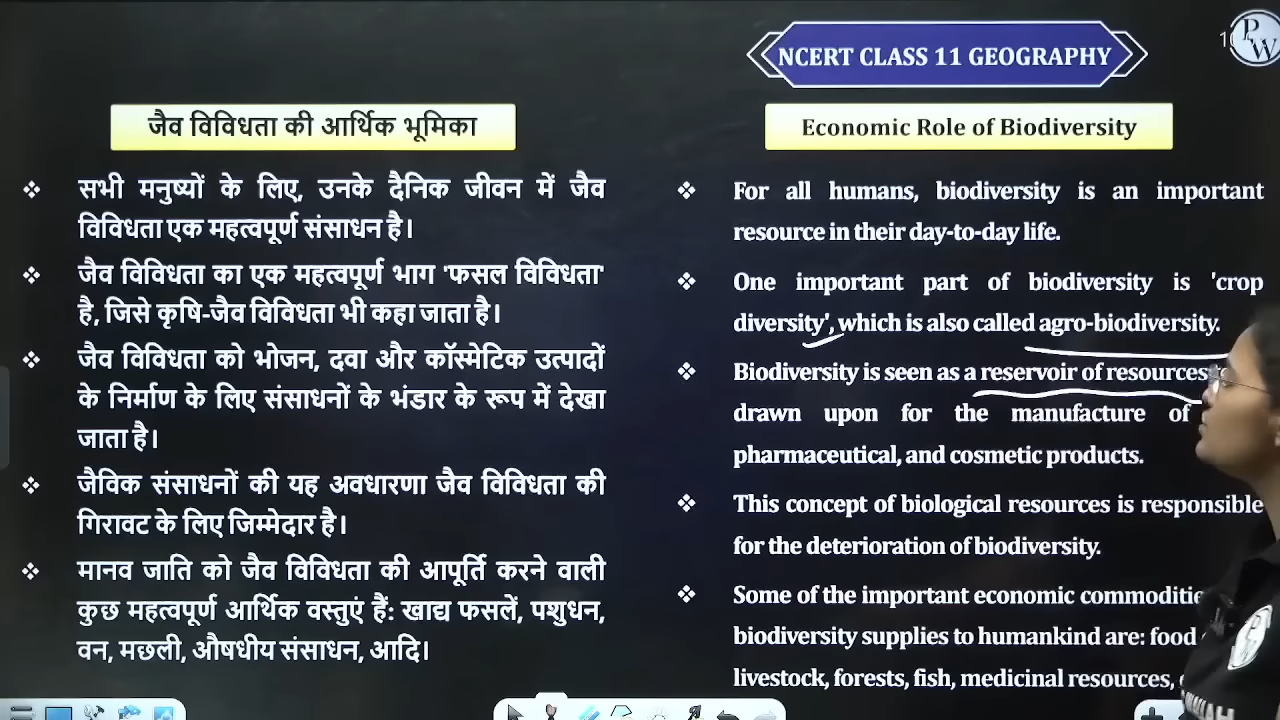 NCERT CLASS 11 GEOGRAPHY
PW
जैव विविधता की आर्थिक भूमिका
सभी मनुष्यों के लिए, उनके दैनिक जीवन में जैव
विविधता एक महत्वपूर्ण संसाधन है।
जैव विविधता का एक महत्वपूर्ण भाग 'फसल विविधता'
है, जिसे कृषि-जैव विविधता भी कहा जाता है।
जैव विविधता को भोजन, दवा और कॉस्मेटिक उत्पादों
के निर्माण के लिए संसाधनों के भंडार के रूप में देखा
जाता है।
जैविक संसाधनों की यह अवधारणा जैव विविधता की
गिरावट के लिए जिम्मेदार है।
मानव जाति को जैव विविधता की आपूर्ति करने वाली
कुछ महत्वपूर्ण आर्थिक वस्तुएं हैं: खाद्य फसलें, पशुधन,
वन, मछली, औषधीय संसाधन, आदि।
Economic Role of Biodiversity
For all humans, biodiversity is an important
resource in their day-to-day life.
One important part of biodiversity is 'crop
diversity', which is also called agro-biodiversity.
Biodiversity is seen as a reservoir of resources
drawn upon for the manufacture of
pharmaceutical, and cosmetic products.
This concept of biological resources is responsible
for the deterioration of biodiversity.
Some of the important economic
biodiversity supplies to humankind are: food
livestock, forests, fish, medicinal resources,